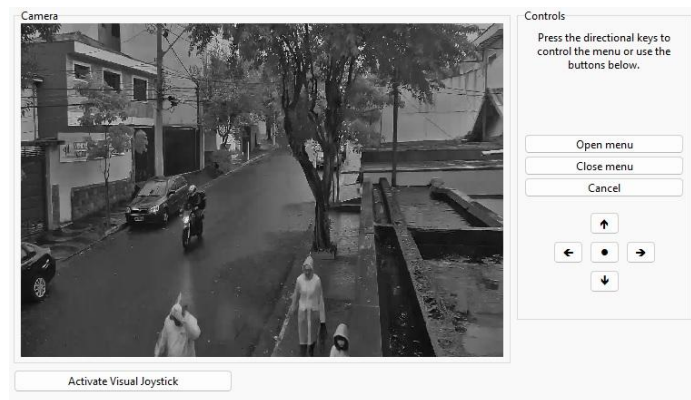 Camera
Controls
Press the directional keys to
control the menu or use the
buttons below.
Open menu
Close menu
Cancel
Activate Visual Joystick